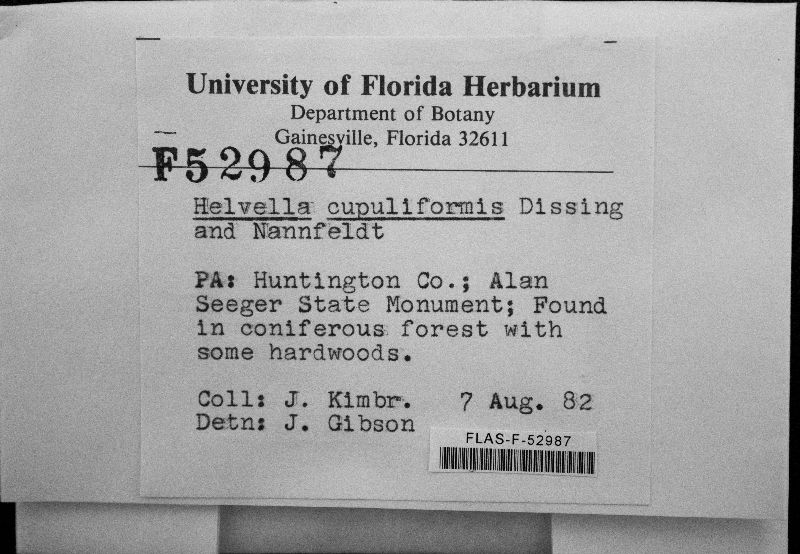 University of Florida Herbarium
Department of Botany
Gainesville, Florida 32611
F52987
Helvella cupuliformis Dissing
and Nannfeldt
PA: Huntington Co.; Alan
Seeger State Monument; Found
in coniferous forest with
some hardwoods.
Coll: J. Kimbr. 7 Aug. 82
Detn: J. Gibson
FLAS-F-52987